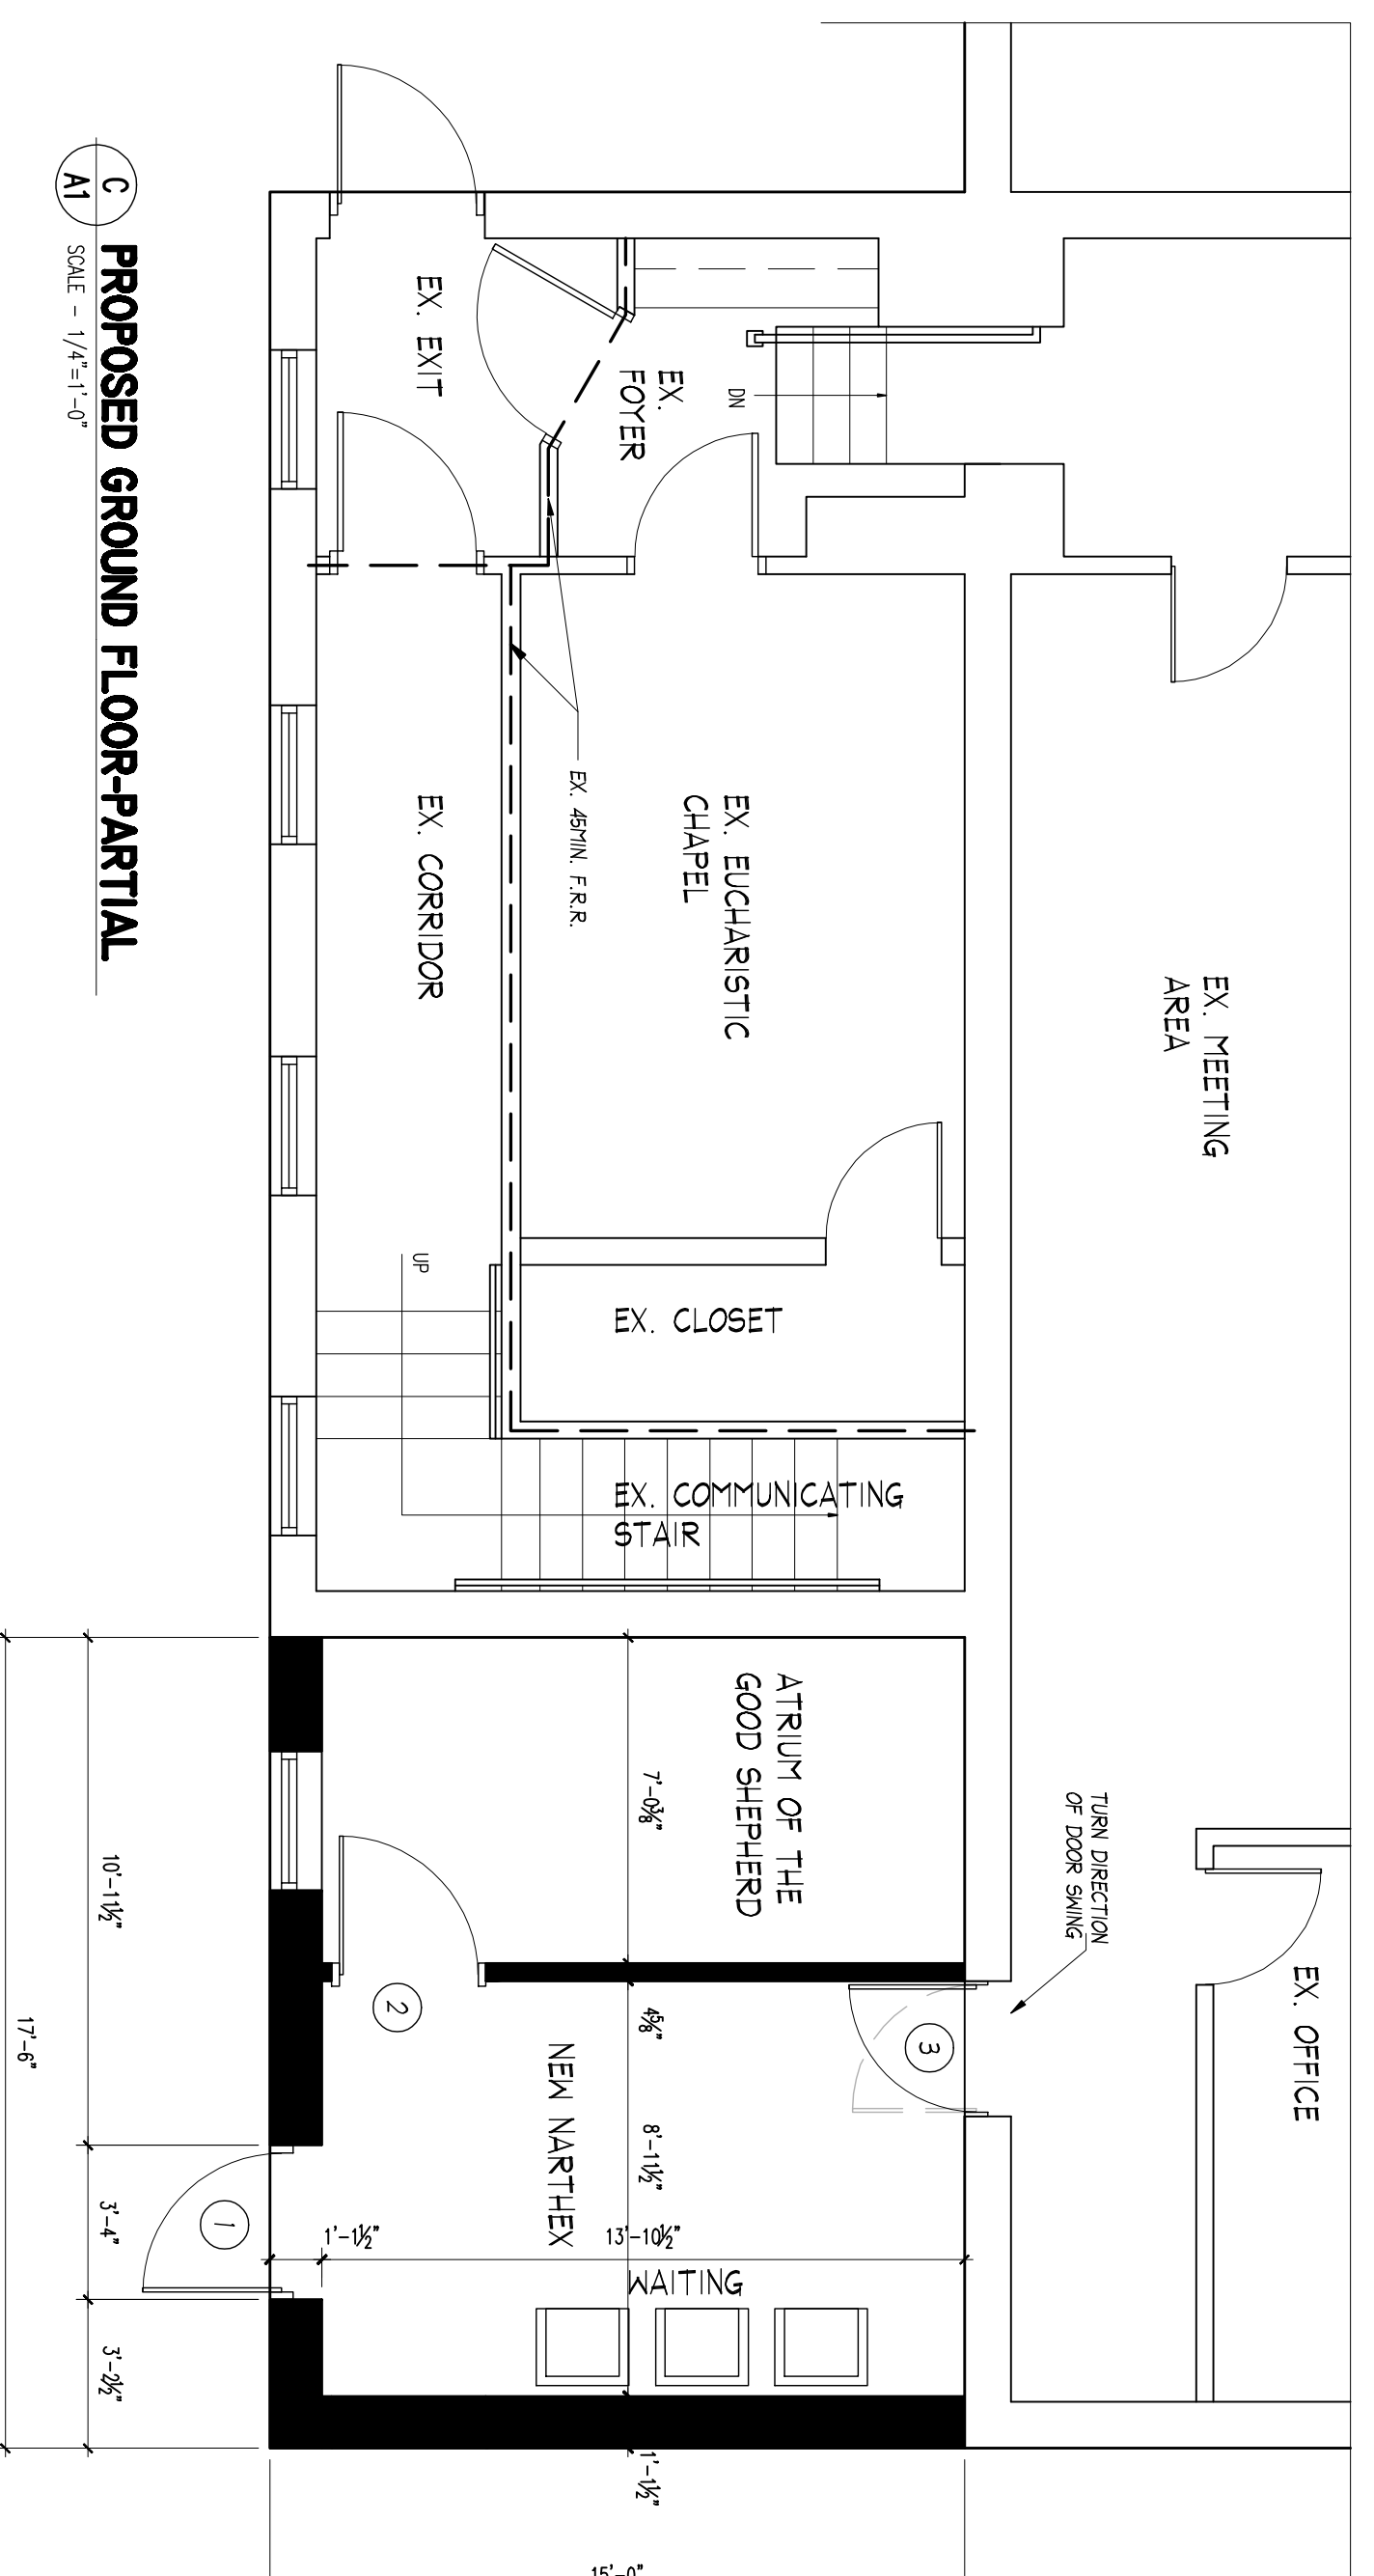 EX. MEETING
AREA
EX. OFFICE
TURN DIRECTION
OF DOOR SWING
DN
EX.
FOYER
EX. EUCHARISTIC
CHAPEL
EX. CLOSET
EX. COMMUNICATING
STAIR
ATRIUM OF THE
GOOD SHEPHERD
3
EX. 45MIN. F.R.R.
7'-0⅜"
4⅝"
8'-11½"
1'-1½"
15'-0"
13'-10½"
WAITING
NEW NARTHEX
EX. EXIT
EX. CORRIDOR
UP
2
1'-1½"
1
C
A1
PROPOSED GROUND FLOOR-PARTIAL
SCALE - 1/4"=1'-0"
10'-11½"
3'-4"
3'-2½"
17'-6"